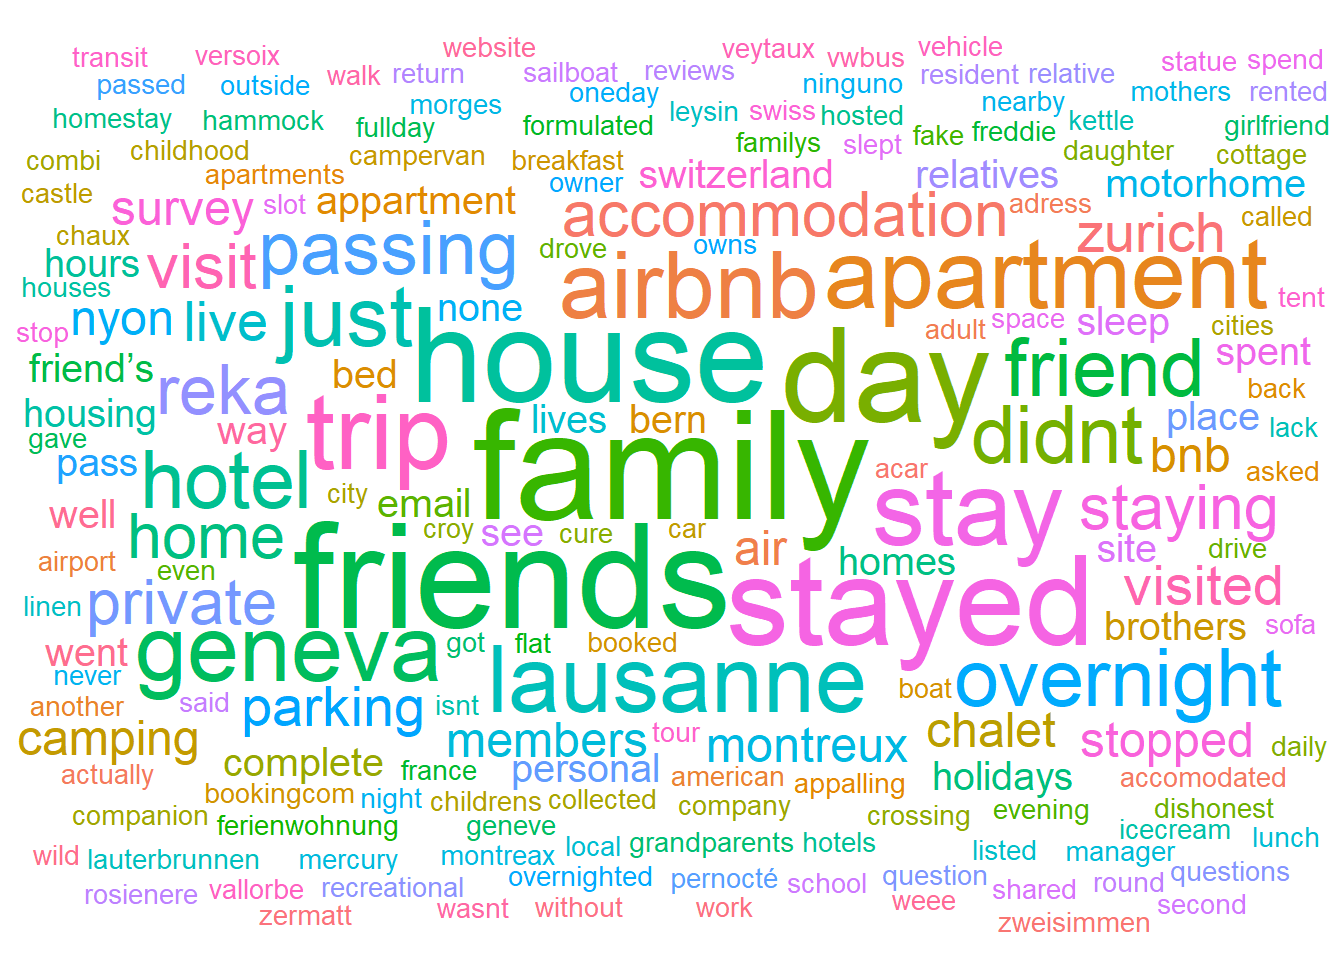 transit versoix website veytaux vwbus vehicle statue spend
passed outside walk return sailboat reviews oneday ninguno resident relative mothers rented
homestay hammock fullday morges formulated leysin swiss hosted nearby kettle girlfriend
combi childhood campervan breakfast familys slept fake freddie daughter cottage
castle apartments owner switzerland relatives motorhome
survey slot appartment accommodation adress called
chaux hours visit passing drove owns zurich
houses nyon live just none airbnb apartment tent
stop house day adult space sleep cities
friend’s reka bed friend spent back
housing way trip lives bern didnt place lack
gave pass hotel family bnb asked
well city email acar stay staying
home croy see cure car air homes site drive
airport even friends stayed visited
linen private brothers sofa
went geneva got flat booked
never lausanne boat overnight
another said parking isnt
camping members tour montreux chalet stopped daily
actually complete france personal american appalling holidays accomodated
companion bookingcom night childrens collected company crossing evening dishonest
ferienwohnung geneve local grandparents hotels icecream lunch
wild lauterbrunnen mercury montreax listed manager
rosienere vallorbe recreational overnighted pernocté school question shared round questions
zermatt wasnt without work weee zweisimmen second